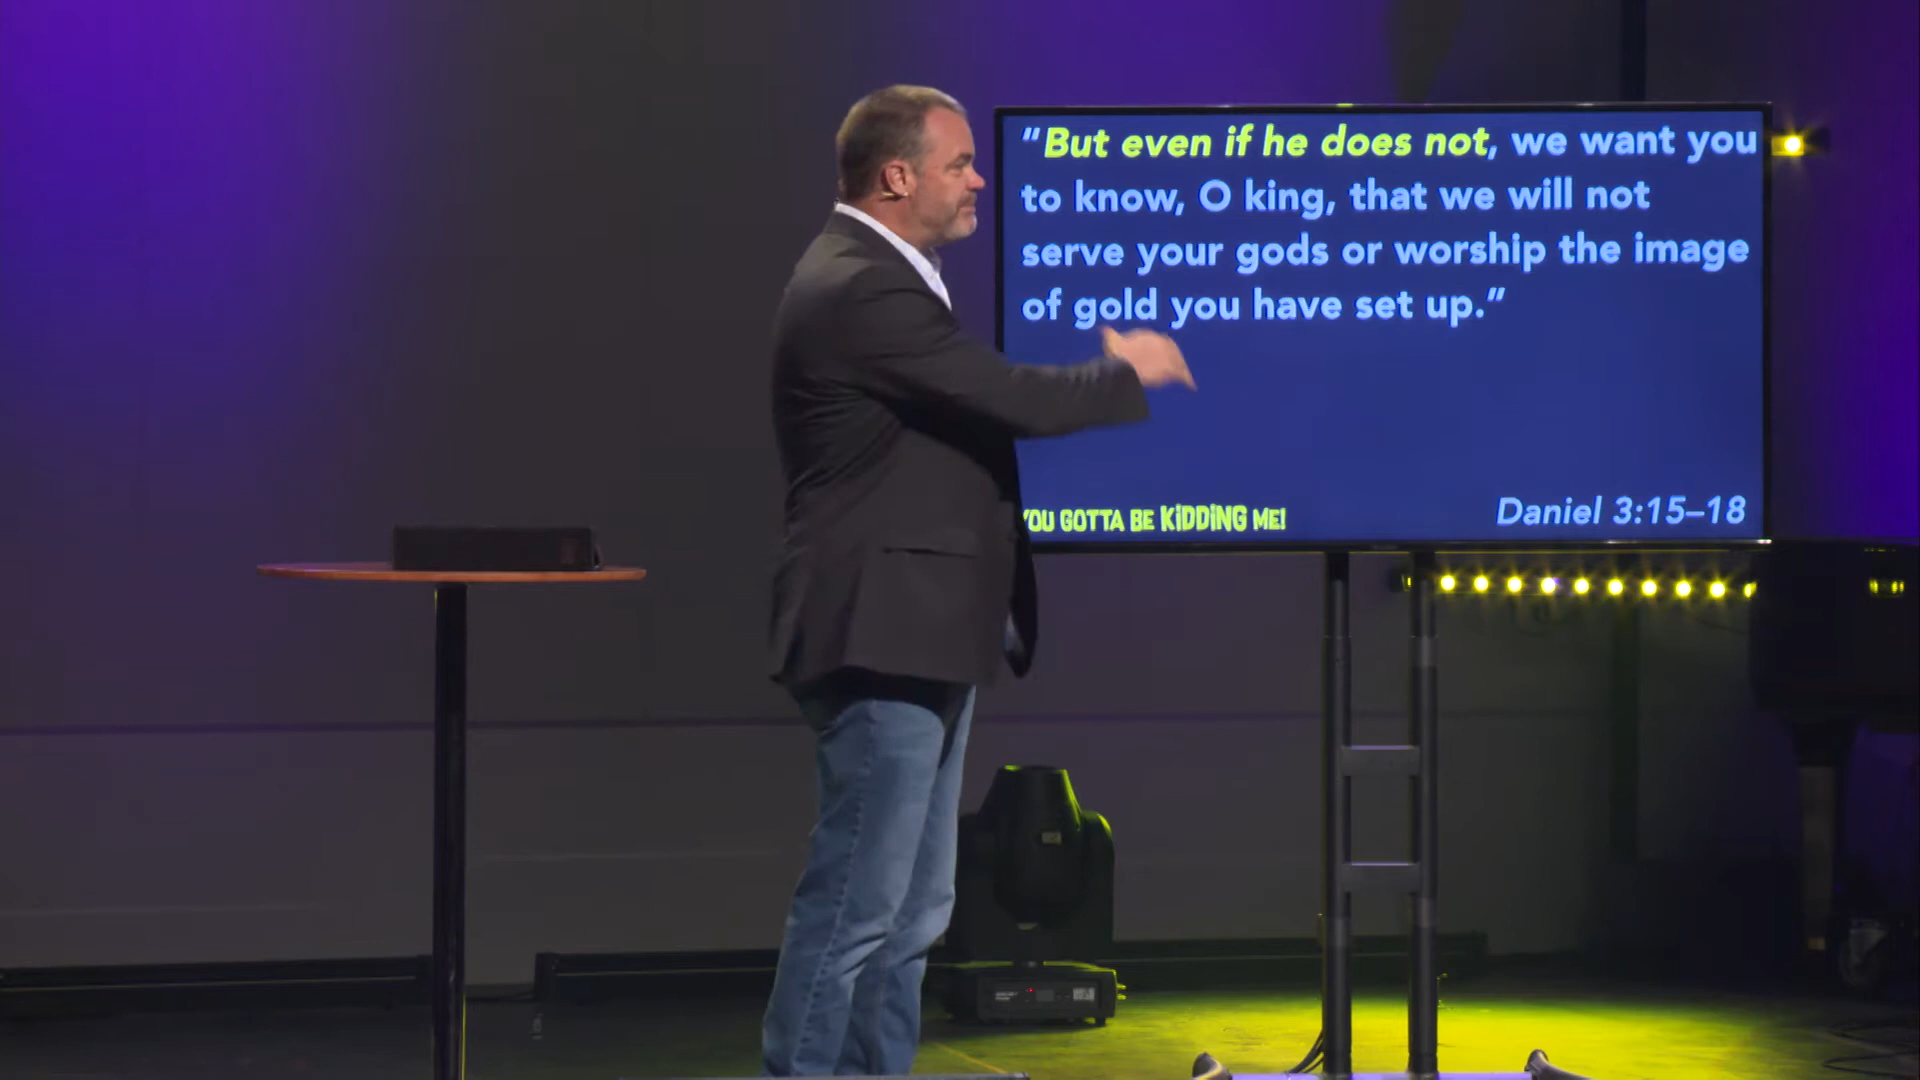 “But even if he does not, we want you
to know, O king, that we will not
serve your gods or worship the image
of gold you have set up.”
YOU GOTTA BE KiDDiNG ME!
Daniel 3:15–18